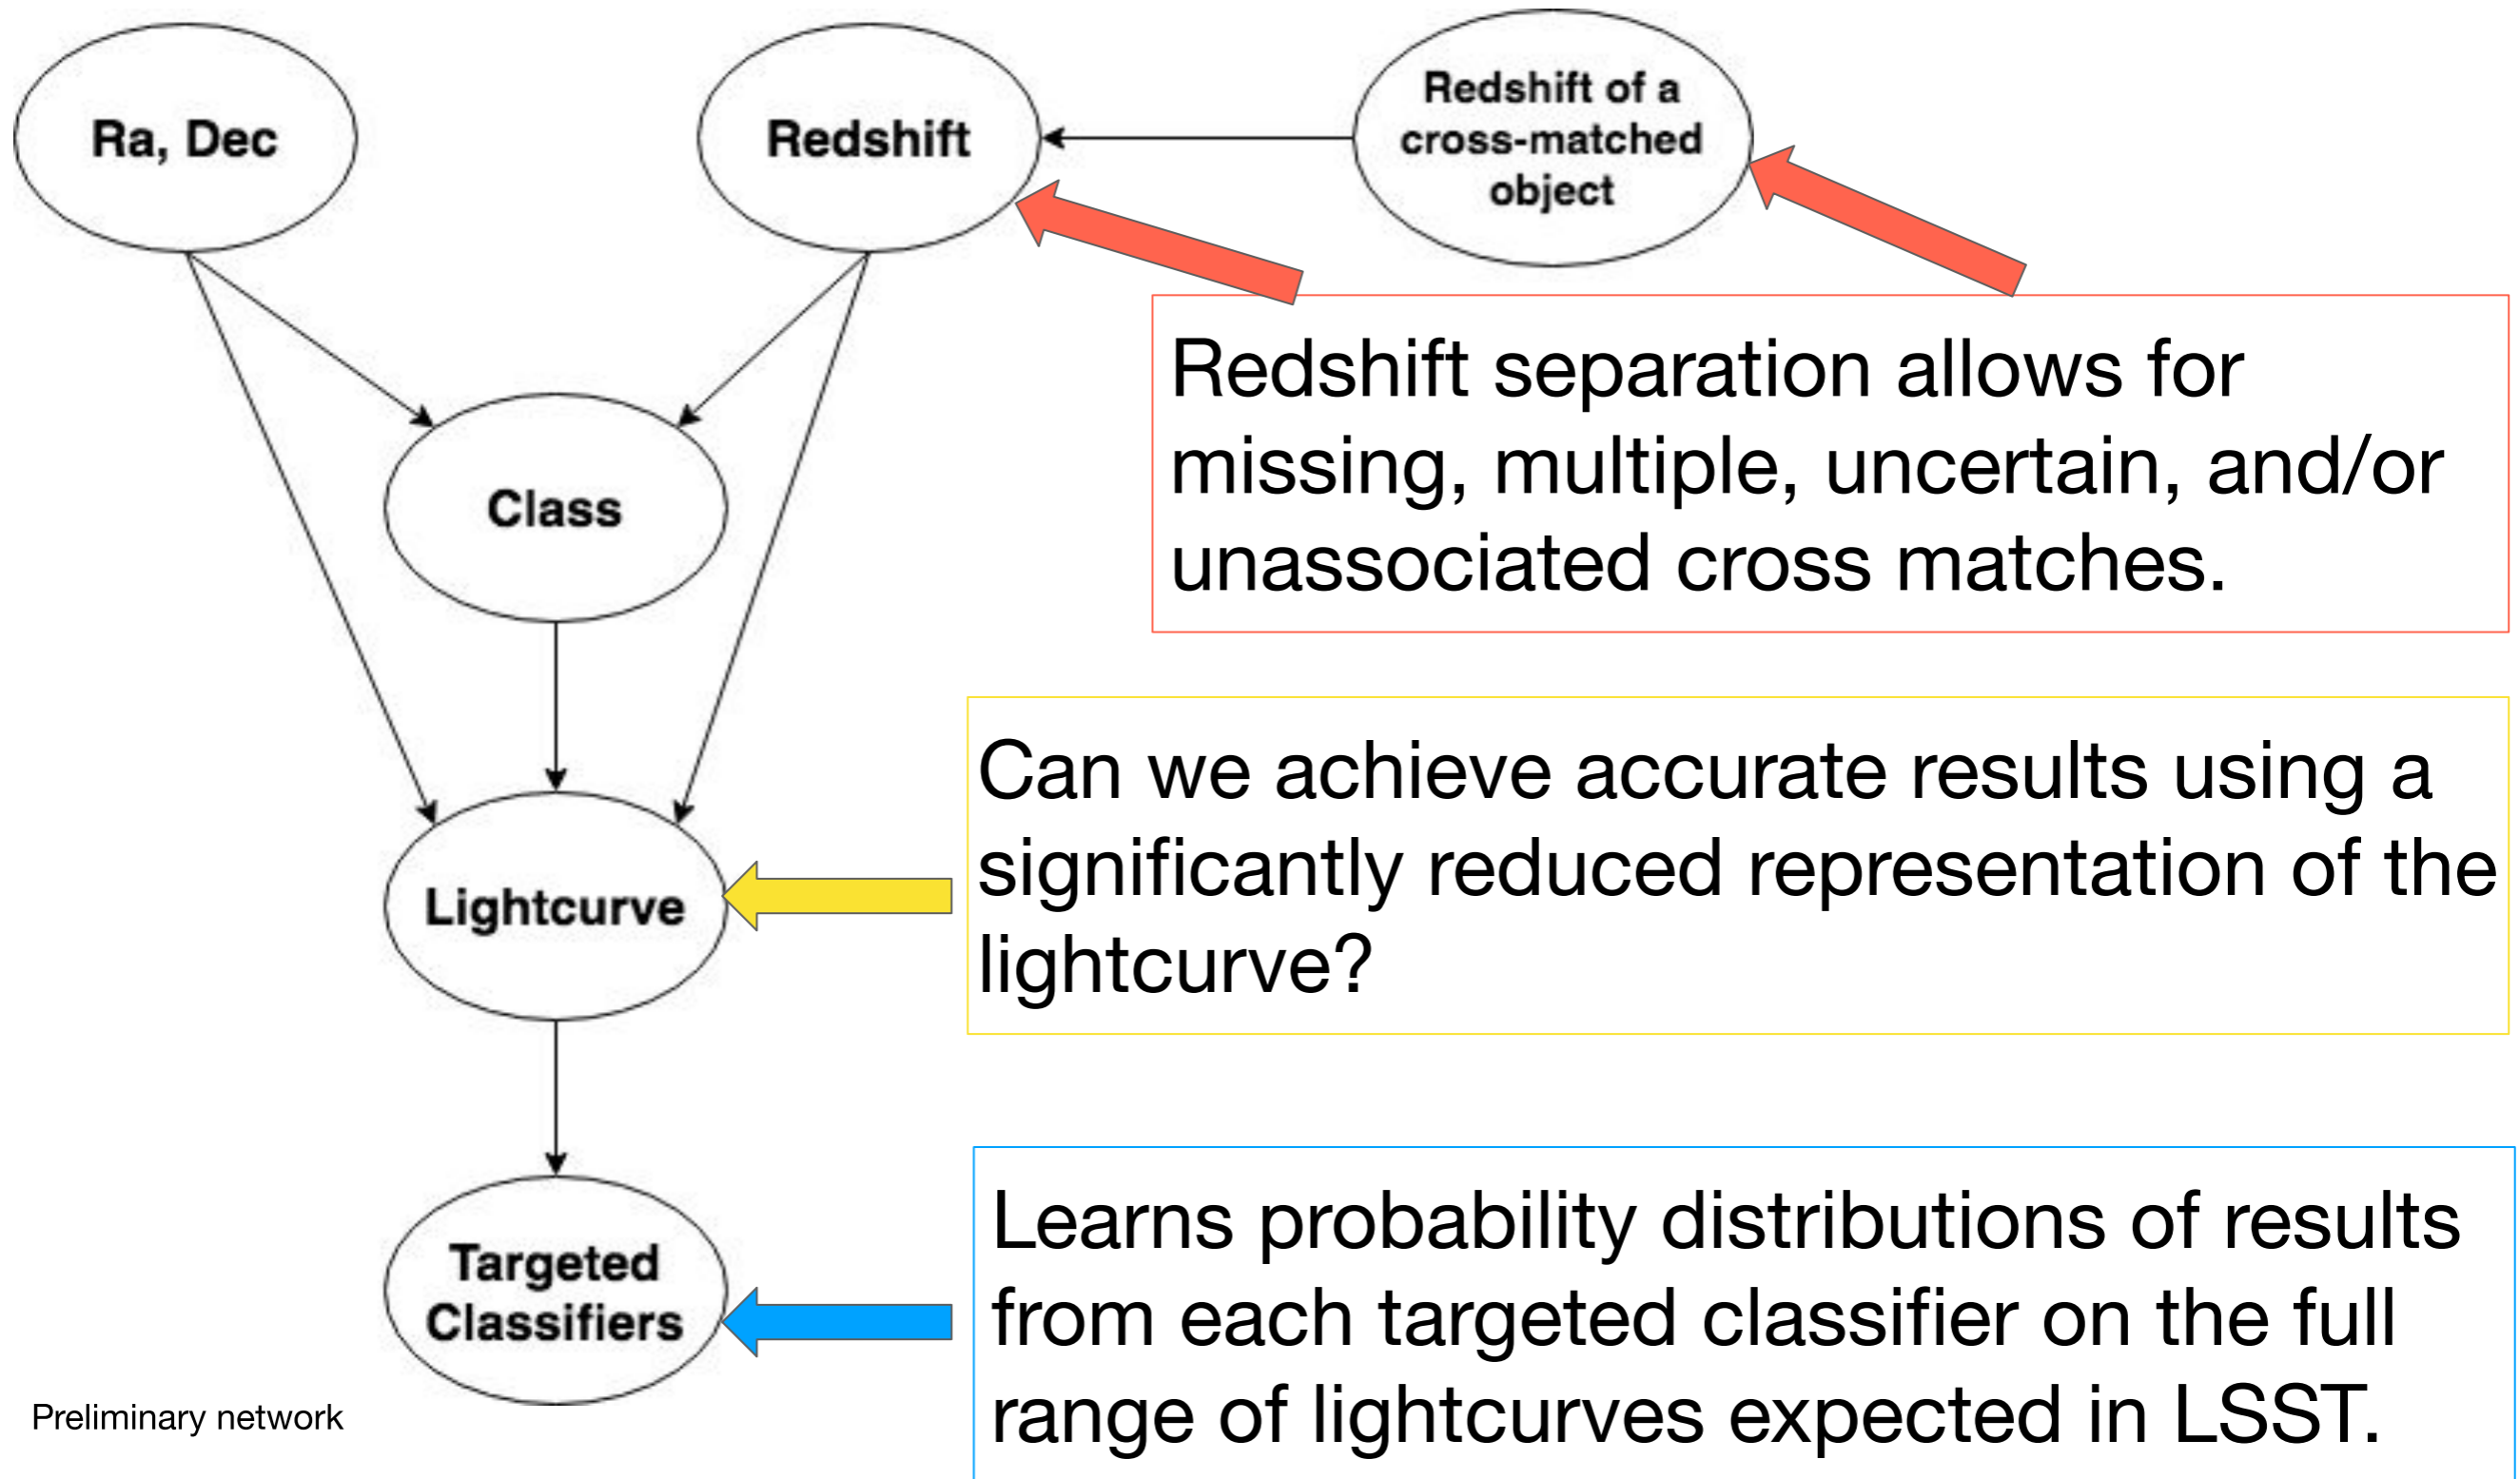 Ra, Dec
Redshift
Redshift of a
cross-matched
object
Redshift separation allows for
missing, multiple, uncertain, and/or
unassociated cross matches.
Class
Can we achieve accurate results using a
significantly reduced representation of the
lightcurve?
Lightcurve
Learns probability distributions of results
from each targeted classifier on the full
range of lightcurves expected in LSST.
Targeted
Classifiers
Preliminary network